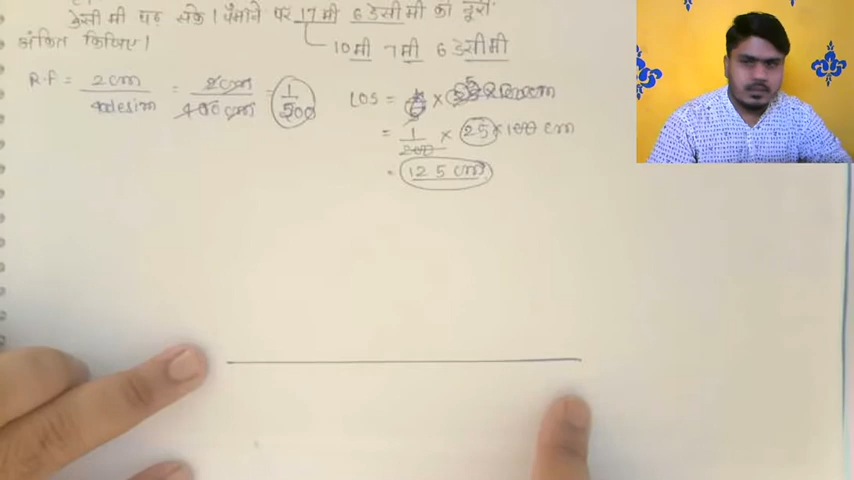 डेसी मी पढ़ सके। पैमाने पर 17 मी 6 डेसी मी की दूरी
अंकित किजिए।
10 मी 7 मी 6 डेसी मी
R.F = 2cm / 40desim = 2cm / 400 cm = 1 / 200
LOS =
= 1 / 200 × 25 × 100 cm
= 12.5 cm